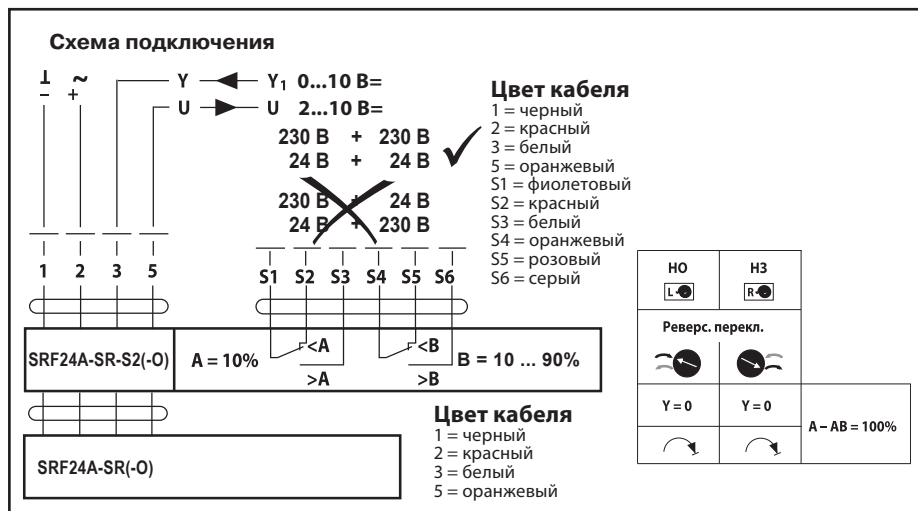 Схема подключения
⊥ ~
– +
Y Y₁ 0...10 В=
U U 2...10 В=
230 В + 230 В
24 В + 24 В
230 В + 24 В
24 В + 230 В
Цвет кабеля
1 = черный
2 = красный
3 = белый
5 = оранжевый
S1 = фиолетовый
S2 = красный
S3 = белый
S4 = оранжевый
S5 = розовый
S6 = серый
1 2 3 5 S1 S2 S3 S4 S5 S6
SRF24A-SR-S2(-O)
A = 10%
<A
>A
<B
>B
B = 10 ... 90%
SRF24A-SR(-O)
Цвет кабеля
1 = черный
2 = красный
3 = белый
5 = оранжевый
НО НЗ
L R
Реверс. перекл.
Y = 0 Y = 0
A – AB = 100%